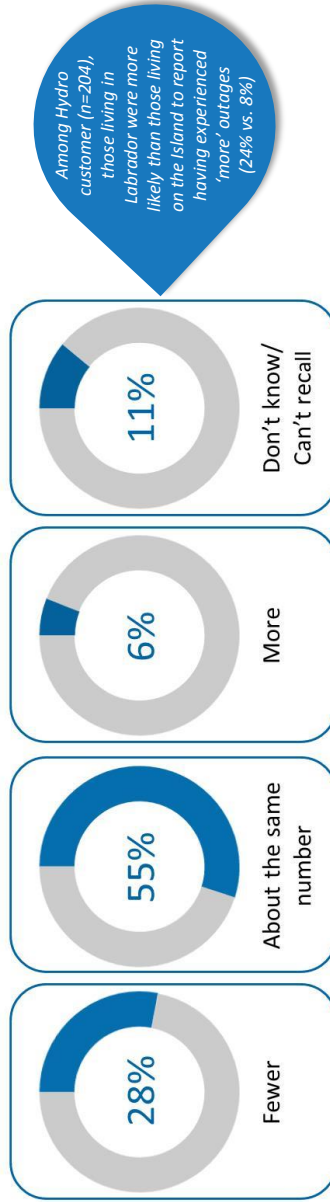 28%
Fewer
55%
About the same
number
6%
More
11%
Don't know/
Can't recall
Among Hydro
customer (n=204),
those living in
Labrador were more
likely than those living
on the Island to report
having experienced
'more' outages
(24% vs. 8%)